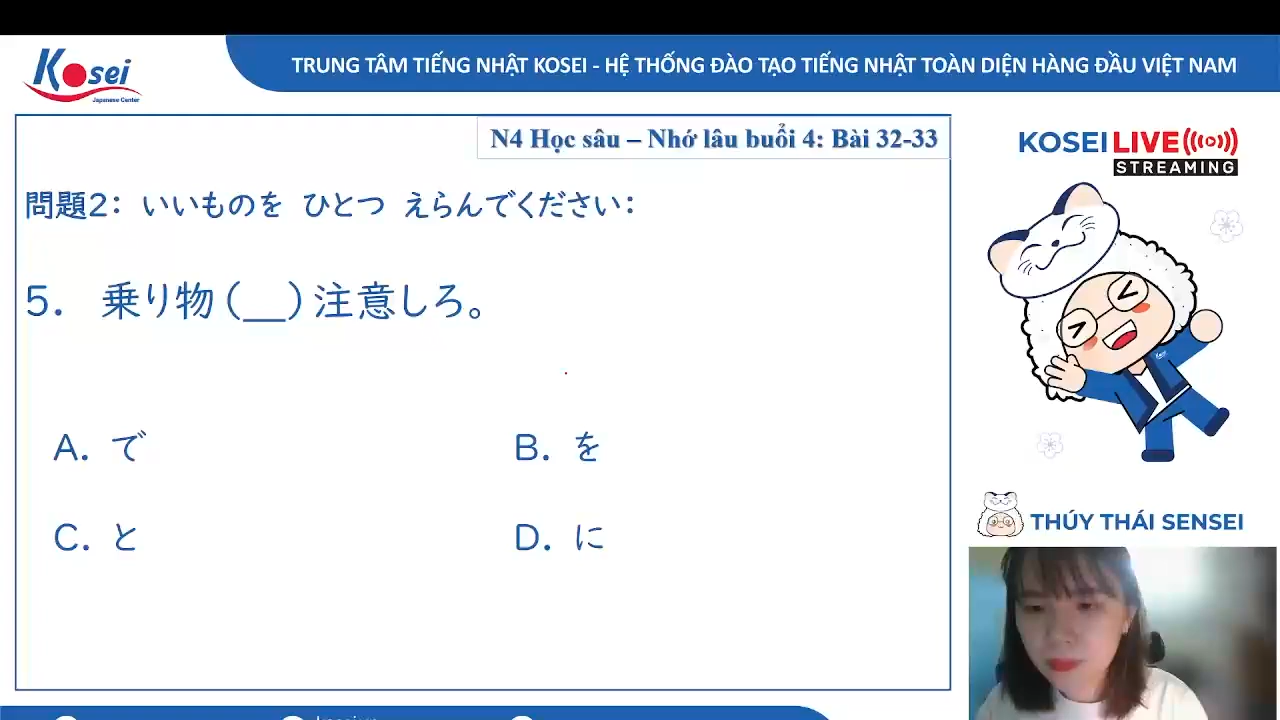 Kosei
Japanese Center
TRUNG TÂM TIẾNG NHẬT KOSEI - HỆ THỐNG ĐÀO TẠO TIẾNG NHẬT TOÀN DIỆN HÀNG ĐẦU VIỆT NAM
N4 Học sâu – Nhớ lâu buổi 4: Bài 32-33
問題2: いいものを ひとつ えらんでください:
5. 乗り物(__)注意しろ。
A. で
B. を
C. と
D. に
KOSEI LIVE
STREAMING
THÚY THÁI SENSEI